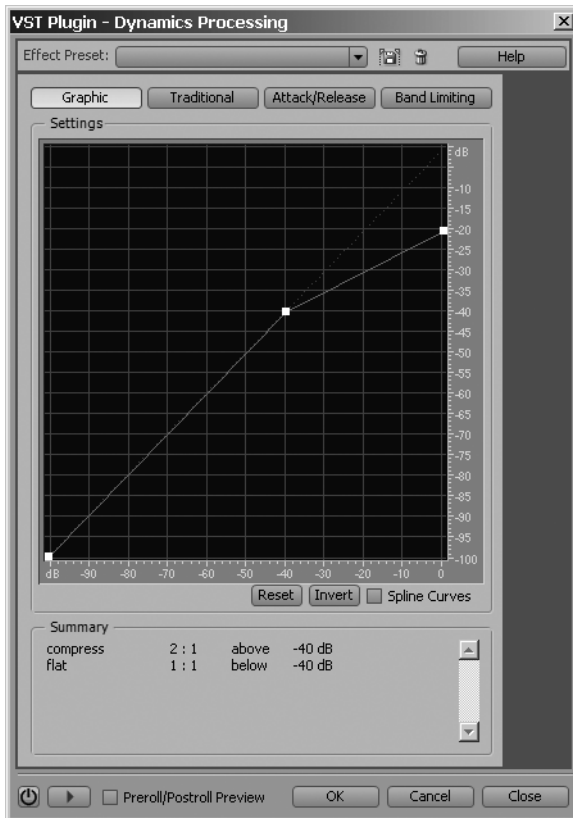 VST Plugin - Dynamics Processing
Effect Preset: Help
Graphic Traditional Attack/Release Band Limiting
Settings
dB
-10
-15
-20
-25
-30
-35
-40
-45
-50
-55
-60
-65
-70
-75
-80
-85
-90
-95
-100
dB -90 -80 -70 -60 -50 -40 -30 -20 -10 0
Reset Invert Spline Curves
Summary
compress 2 : 1 above -40 dB
flat 1 : 1 below -40 dB
Preroll/Postroll Preview OK Cancel Close